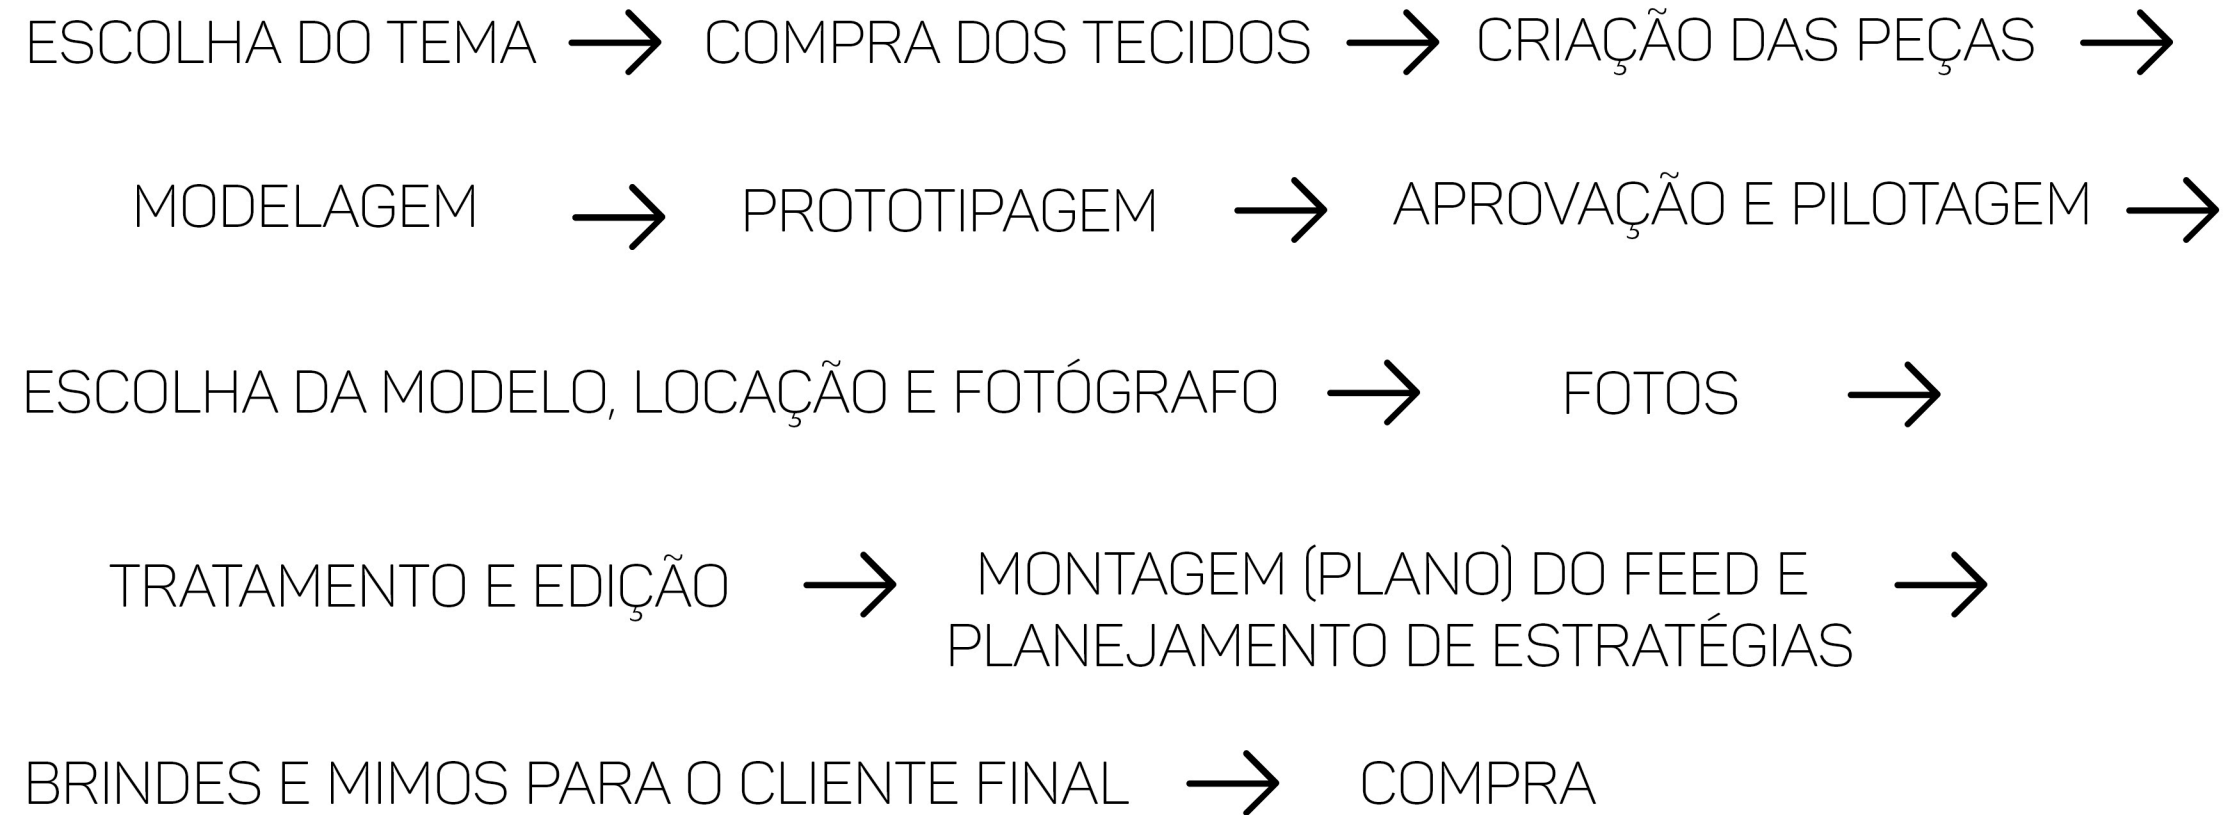 ESCOLHA DO TEMA → COMPRA DOS TECIDOS → CRIAÇÃO DAS PEÇAS →
MODELAGEM → PROTOTIPAGEM → APROVAÇÃO E PILOTAGEM →
ESCOLHA DA MODELO, LOCAÇÃO E FOTÓGRAFO → FOTOS →
TRATAMENTO E EDIÇÃO → MONTAGEM (PLANO) DO FEED E
PLANEJAMENTO DE ESTRATÉGIAS →
BRINDES E MIMOS PARA O CLIENTE FINAL → COMPRA